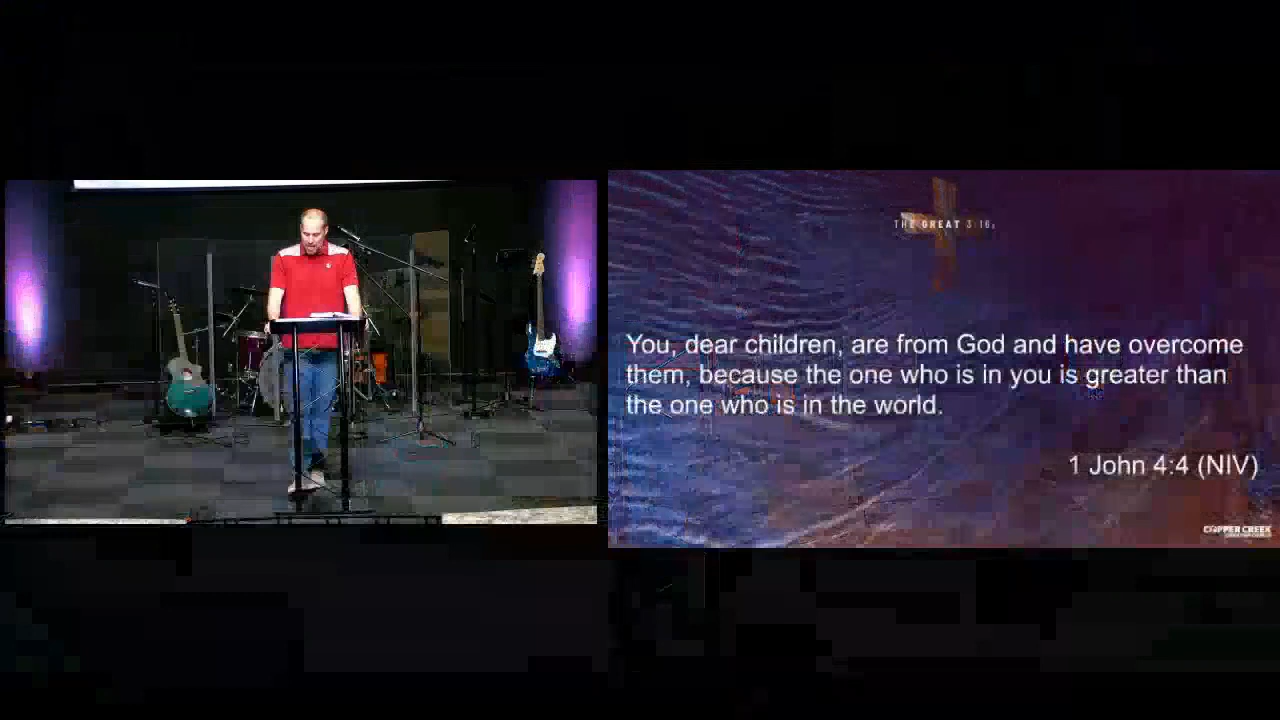 THE GREAT 3:16s
You, dear children, are from God and have overcome
them, because the one who is in you is greater than
the one who is in the world.
1 John 4:4 (NIV)
COPPER CREEK